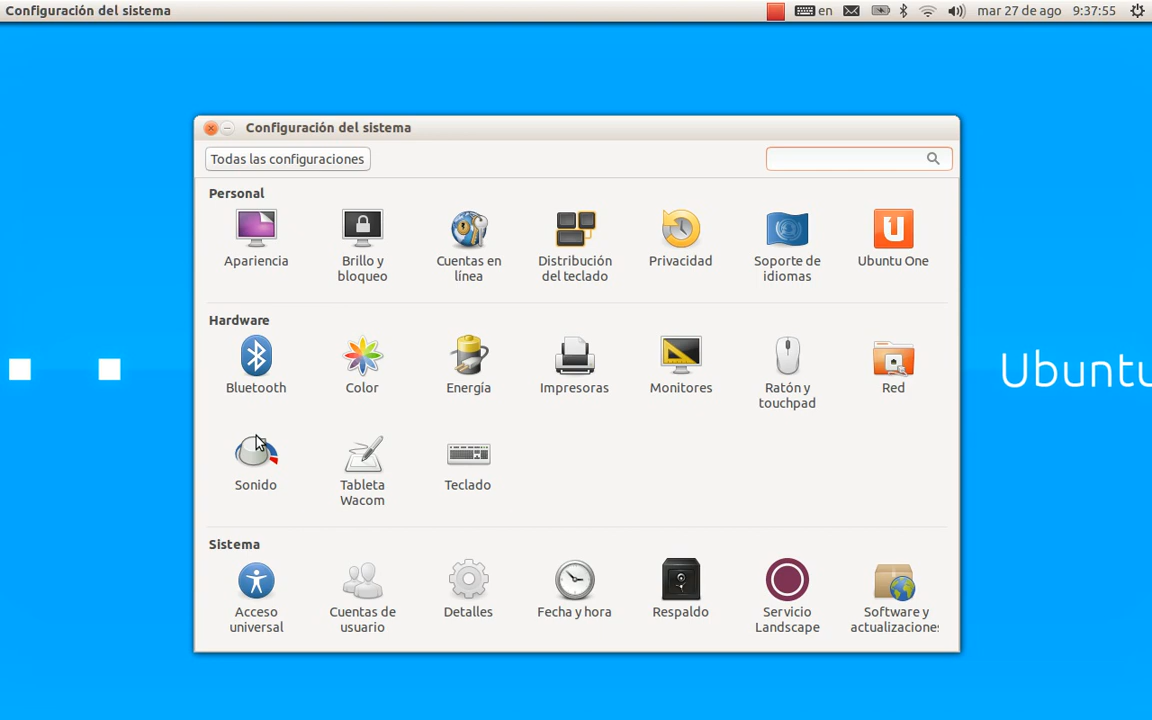 Configuración del sistema
en
mar 27 de ago
9:37:55
Configuración del sistema
Todas las configuraciones
Personal
Apariencia
Brillo y
bloqueo
Cuentas en
línea
Distribución
del teclado
Privacidad
Soporte de
idiomas
Ubuntu One
Hardware
Bluetooth
Color
Energía
Impresoras
Monitores
Ratón y
touchpad
Red
Sonido
Tableta
Wacom
Teclado
Sistema
Acceso
universal
Cuentas de
usuario
Detalles
Fecha y hora
Respaldo
Servicio
Landscape
Software y
actualizacione
Ubuntu